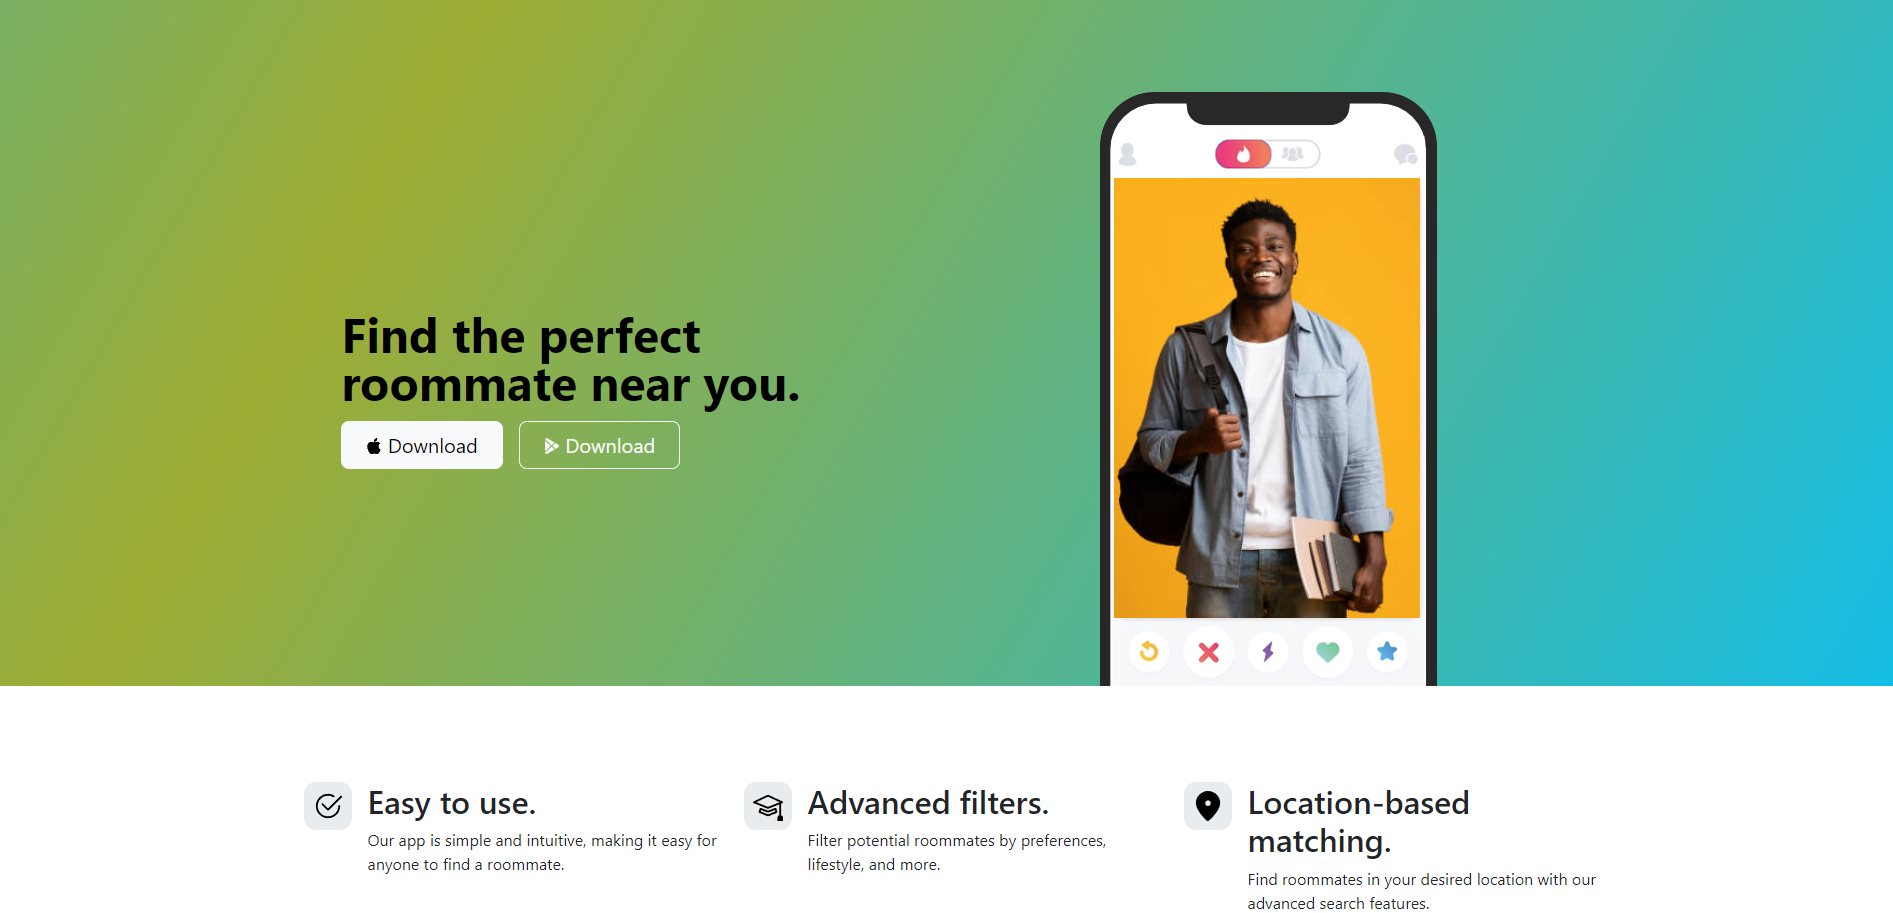 Find the perfect
roommate near you.
Download
Download
Easy to use.
Our app is simple and intuitive, making it easy for
anyone to find a roommate.
Advanced filters.
Filter potential roommates by preferences,
lifestyle, and more.
Location-based
matching.
Find roommates in your desired location with our
advanced search features.